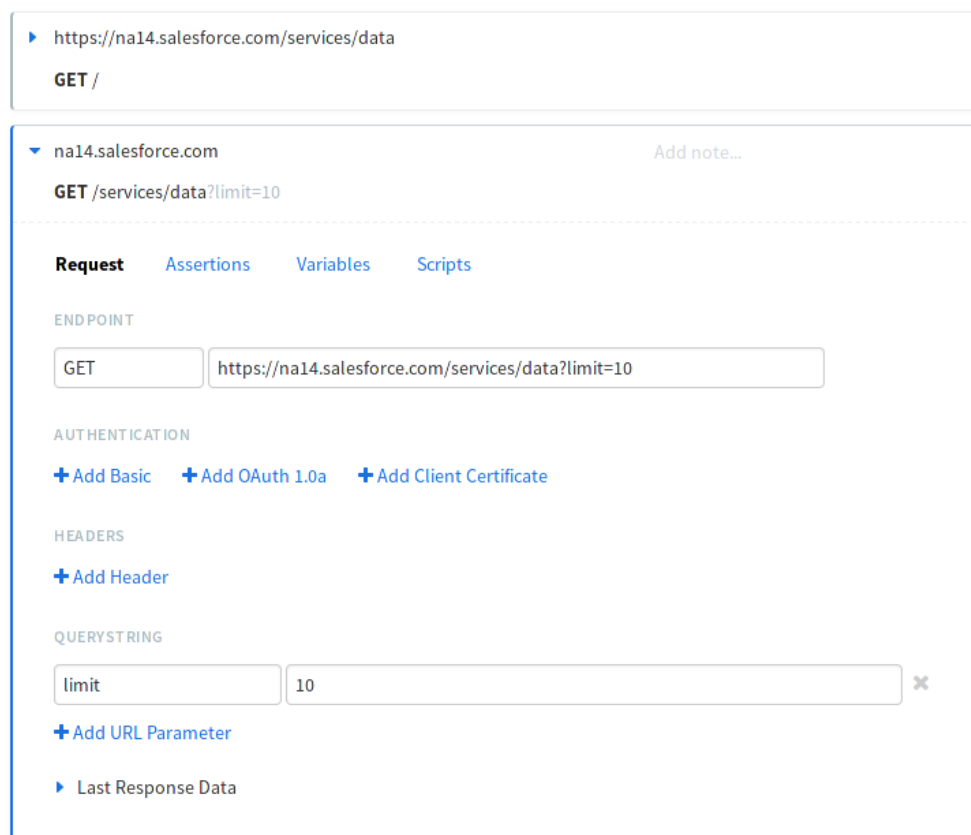 https://na14.salesforce.com/services/data
GET /
na14.salesforce.com Add note...
GET /services/data?limit=10
Request Assertions Variables Scripts
ENDPOINT
GET https://na14.salesforce.com/services/data?limit=10
AUTHENTICATION
+ Add Basic + Add OAuth 1.0a + Add Client Certificate
HEADERS
+ Add Header
QUERYSTRING
limit 10
+ Add URL Parameter
Last Response Data